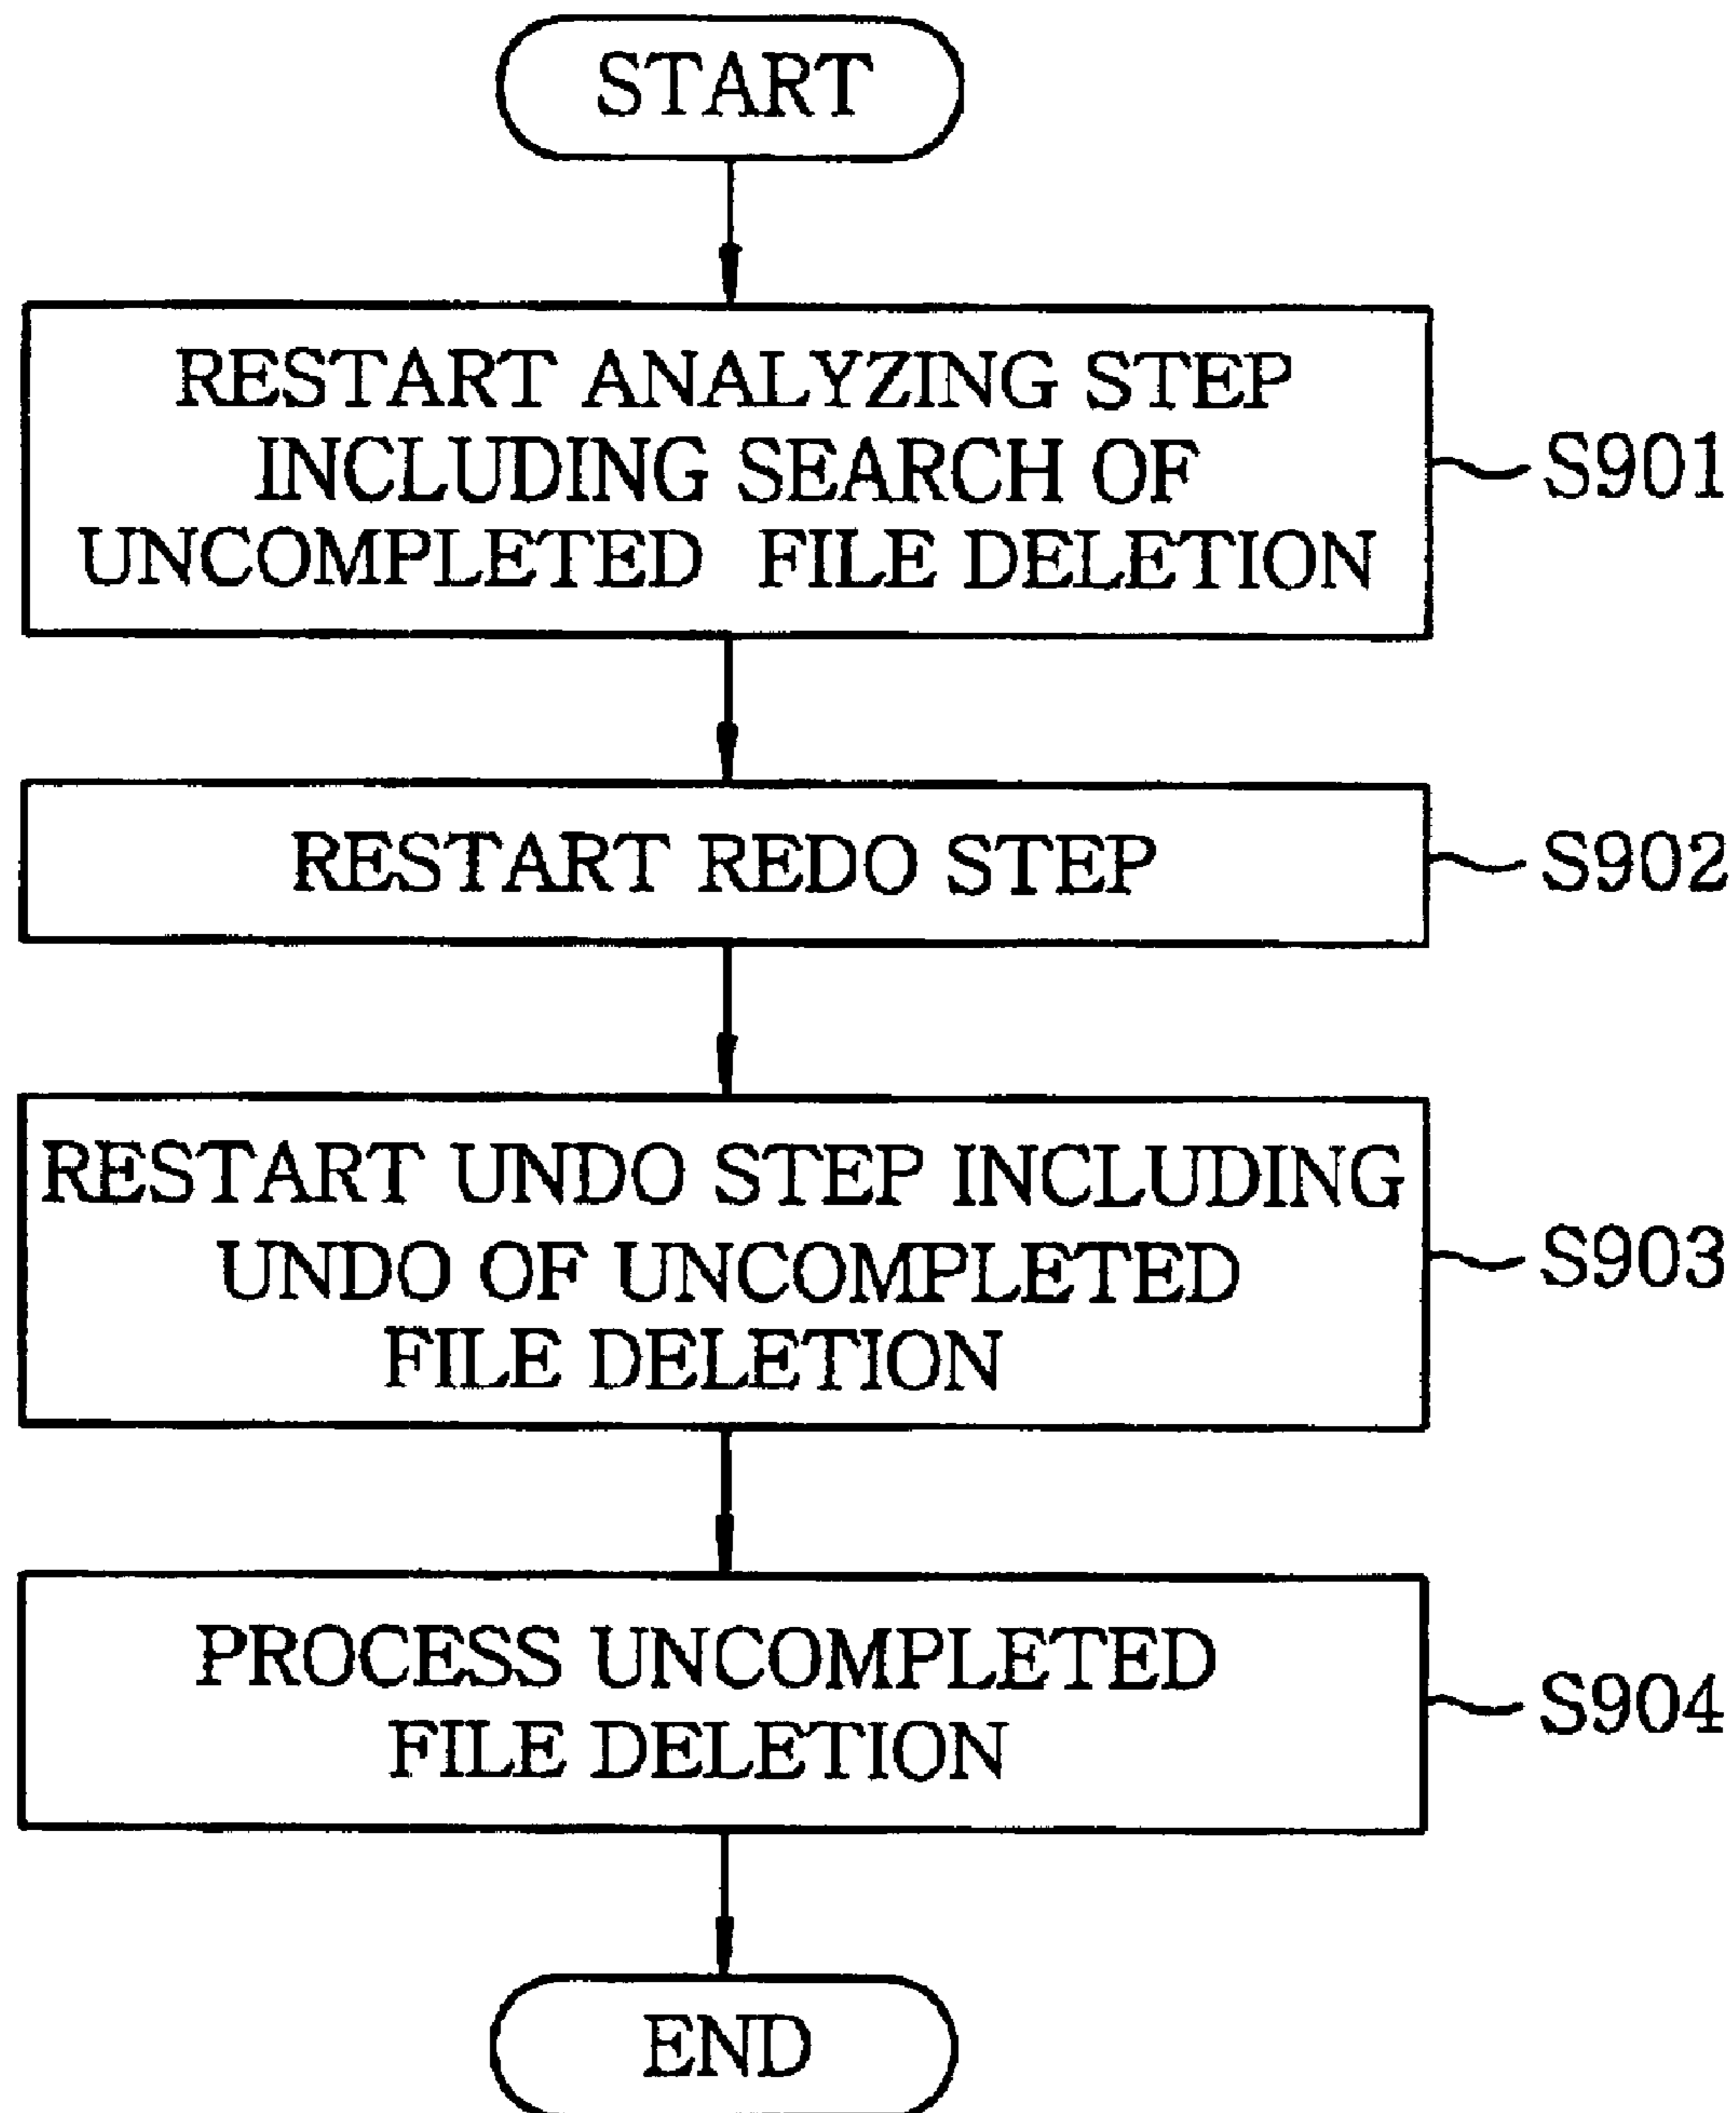 START
RESTART ANALYZING STEP
INCLUDING SEARCH OF
UNCOMPLETED FILE DELETION
S901
RESTART REDO STEP
S902
RESTART UNDO STEP INCLUDING
UNDO OF UNCOMPLETED
FILE DELETION
S903
PROCESS UNCOMPLETED
FILE DELETION
S904
END